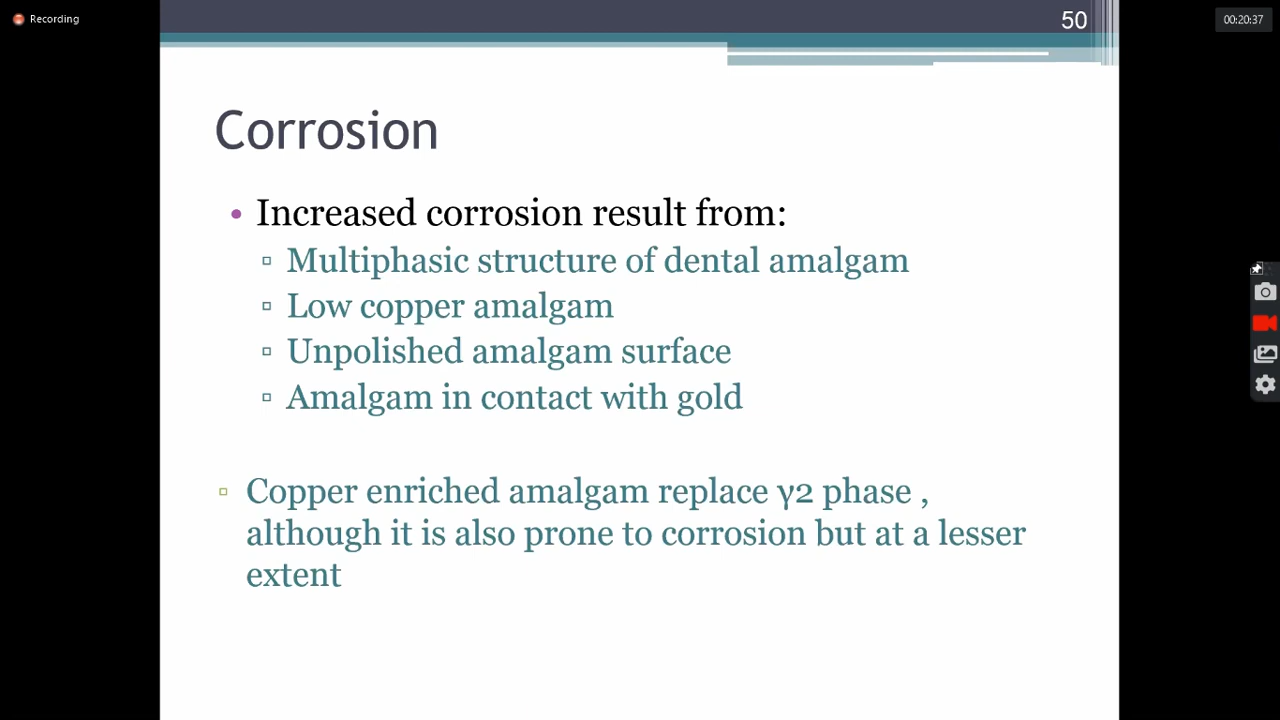 Recording
50
00:20:37
Corrosion
• Increased corrosion result from:
▫ Multiphasic structure of dental amalgam
▫ Low copper amalgam
▫ Unpolished amalgam surface
▫ Amalgam in contact with gold
▫ Copper enriched amalgam replace γ2 phase ,
although it is also prone to corrosion but at a lesser
extent